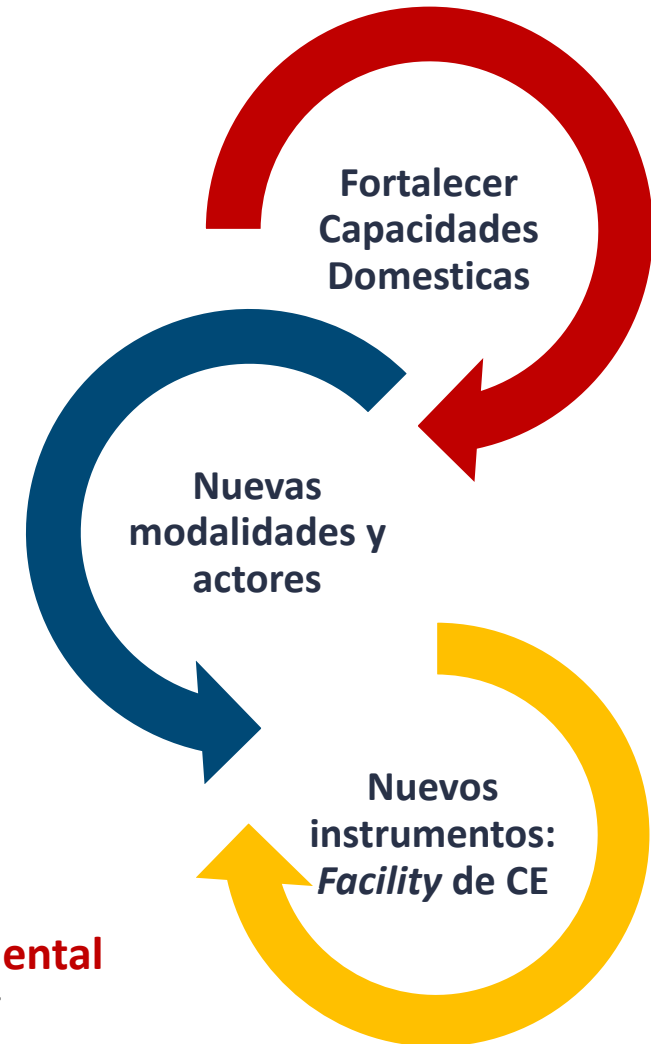 Fortalecer
Capacidades
Domesticas
Nuevas
modalidades y
actores
Nuevos
instrumentos:
Facility de CE
ental